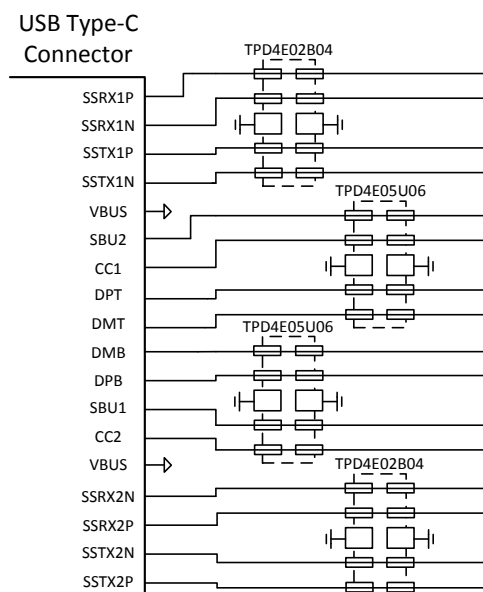 USB Type-C
Connector
TPD4E02B04
SSRX1P
SSRX1N
SSTX1P
SSTX1N
TPD4E05U06
VBUS
SBU2
CC1
DPT
DMT
TPD4E05U06
DMB
DPB
SBU1
CC2
VBUS
TPD4E02B04
SSRX2N
SSRX2P
SSTX2N
SSTX2P